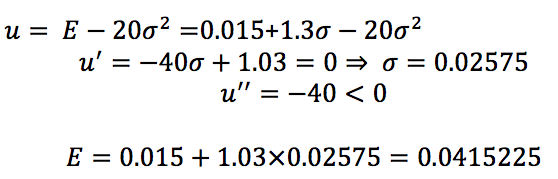 u = E − 20σ² =0.015+1.3σ − 20σ²
u′ = −40σ + 1.03 = 0 ⇒ σ = 0.02575
u′′ = −40 < 0
E = 0.015 + 1.03×0.02575 = 0.0415225